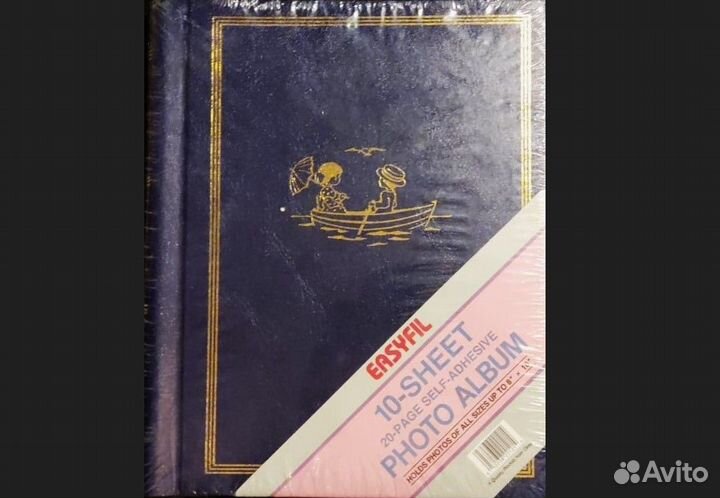 EASYFIL
10-SHEET
20-PAGE SELF-ADHESIVE
PHOTO ALBUM
HOLDS PHOTOS OF ALL SIZES UP TO 8" ×
Avito